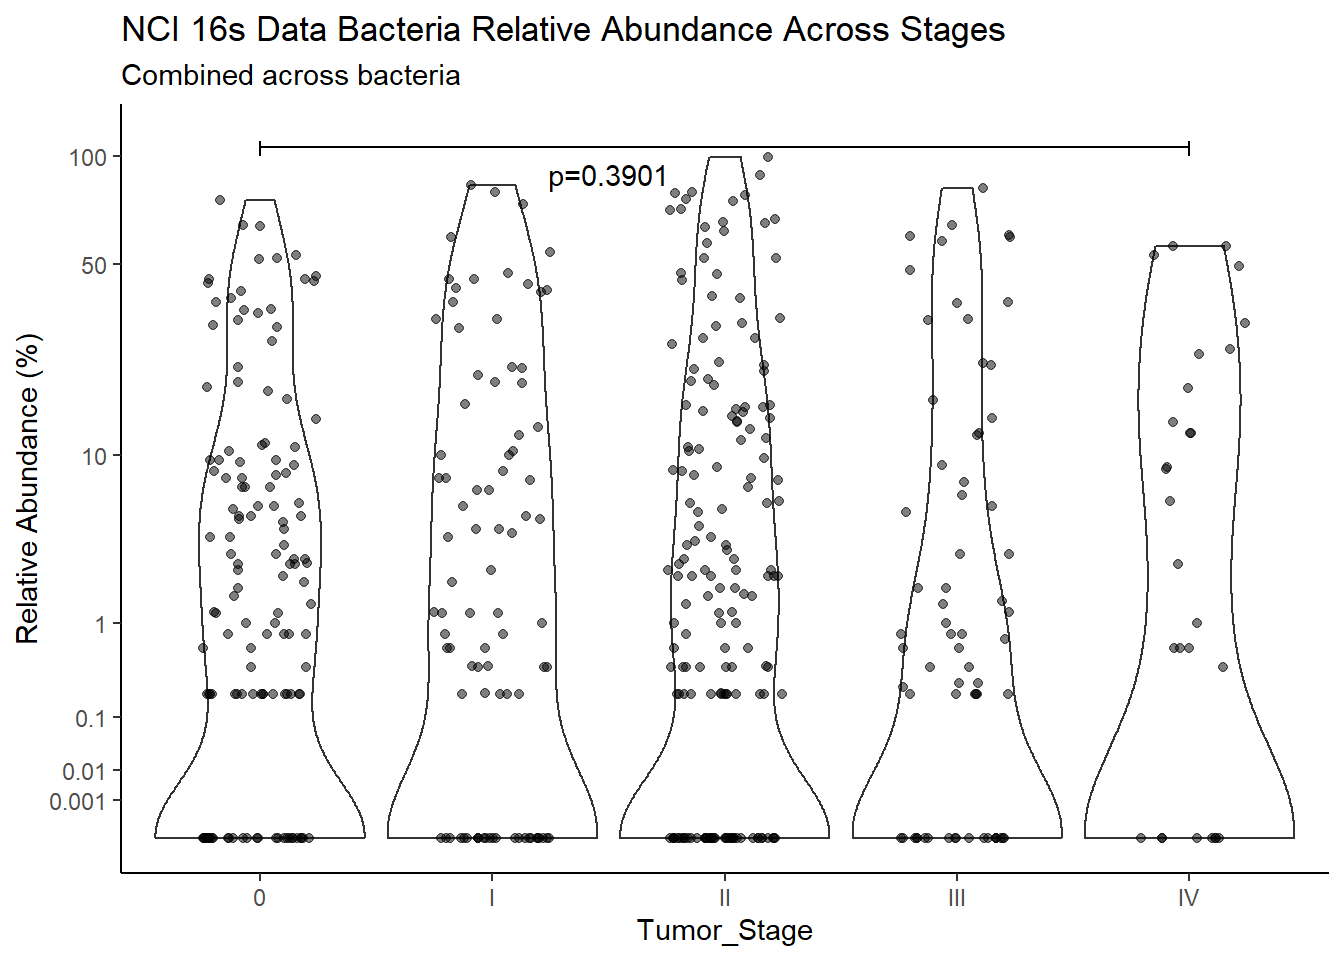 NCI 16s Data Bacteria Relative Abundance Across Stages
Combined across bacteria
p=0.3901
100
50
10
1
0.1
0.01
0.001
Relative Abundance (%)
0 I II III IV
Tumor_Stage